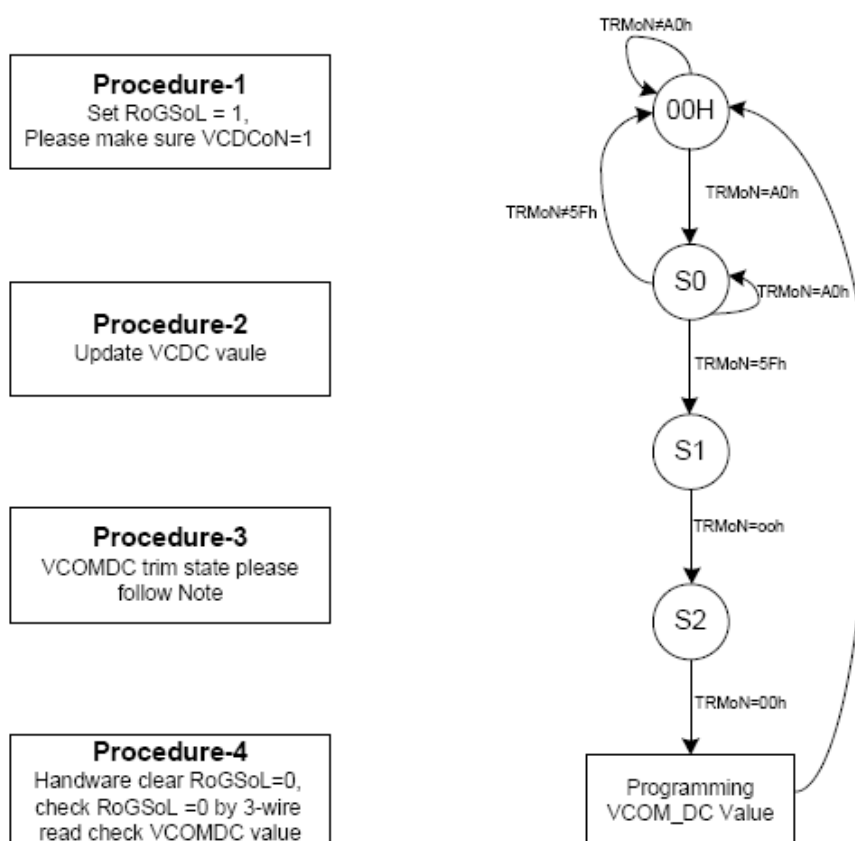 Procedure-1
Set RoGSoL = 1,
Please make sure VCDCoN=1
Procedure-2
Update VCDC vaule
Procedure-3
VCOMDC trim state please
follow Note
Procedure-4
Handware clear RoGSoL=0,
check RoGSoL =0 by 3-wire
read check VCOMDC value
TRMoN≠A0h
00H
TRMoN=A0h
TRMoN≠5Fh
S0
TRMoN=A0h
TRMoN=5Fh
S1
TRMoN=ooh
S2
TRMoN=00h
Programming
VCOM_DC Value